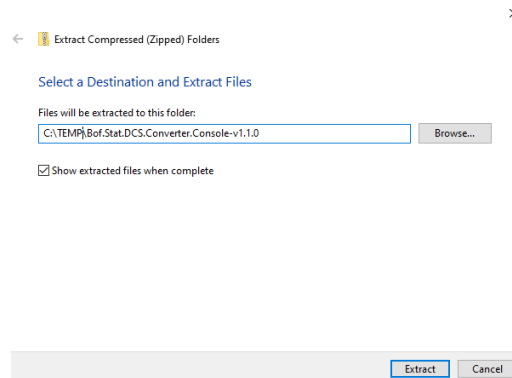 Extract Compressed (Zipped) Folders
Select a Destination and Extract Files
Files will be extracted to this folder:
C:\TEMP\Bof.Stat.DCS.Converter.Console-v1.1.0
Browse...
Show extracted files when complete
Extract
Cancel